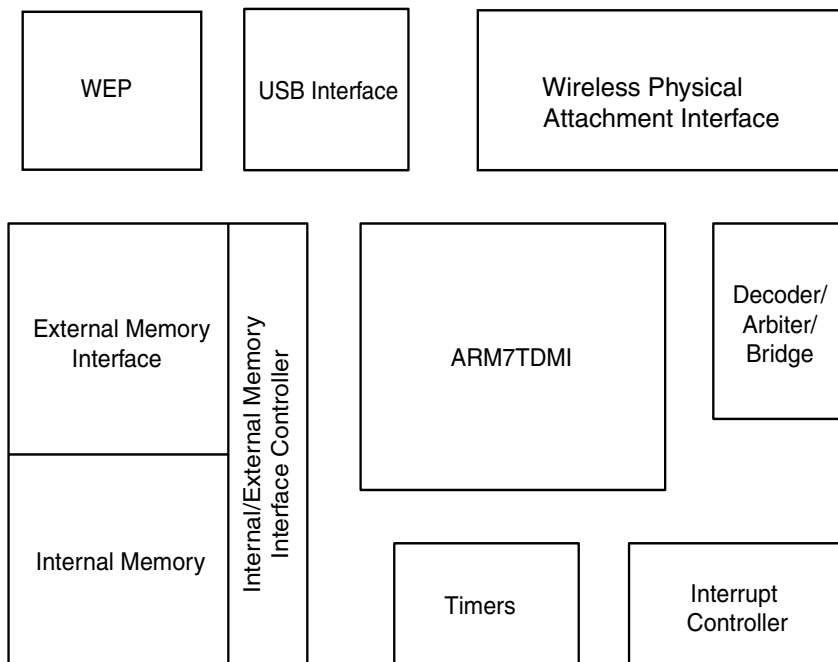 WEP
USB Interface
Wireless Physical
Attachment Interface
External Memory
Interface
Internal/External Memory
Interface Controller
ARM7TDMI
Decoder/
Arbiter/
Bridge
Internal Memory
Timers
Interrupt
Controller